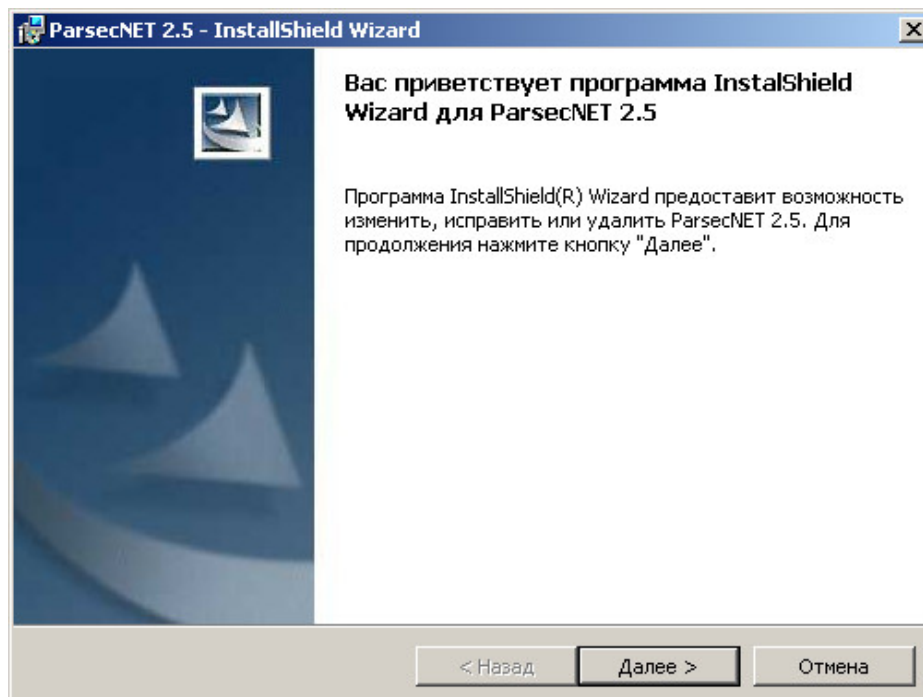 ParsecNET 2.5 - InstallShield Wizard
Вас приветствует программа InstalShield
Wizard для ParsecNET 2.5
Программа InstallShield(R) Wizard предоставит возможность
изменить, исправить или удалить ParsecNET 2.5. Для
продолжения нажмите кнопку "Далее".
< Назад Далее > Отмена